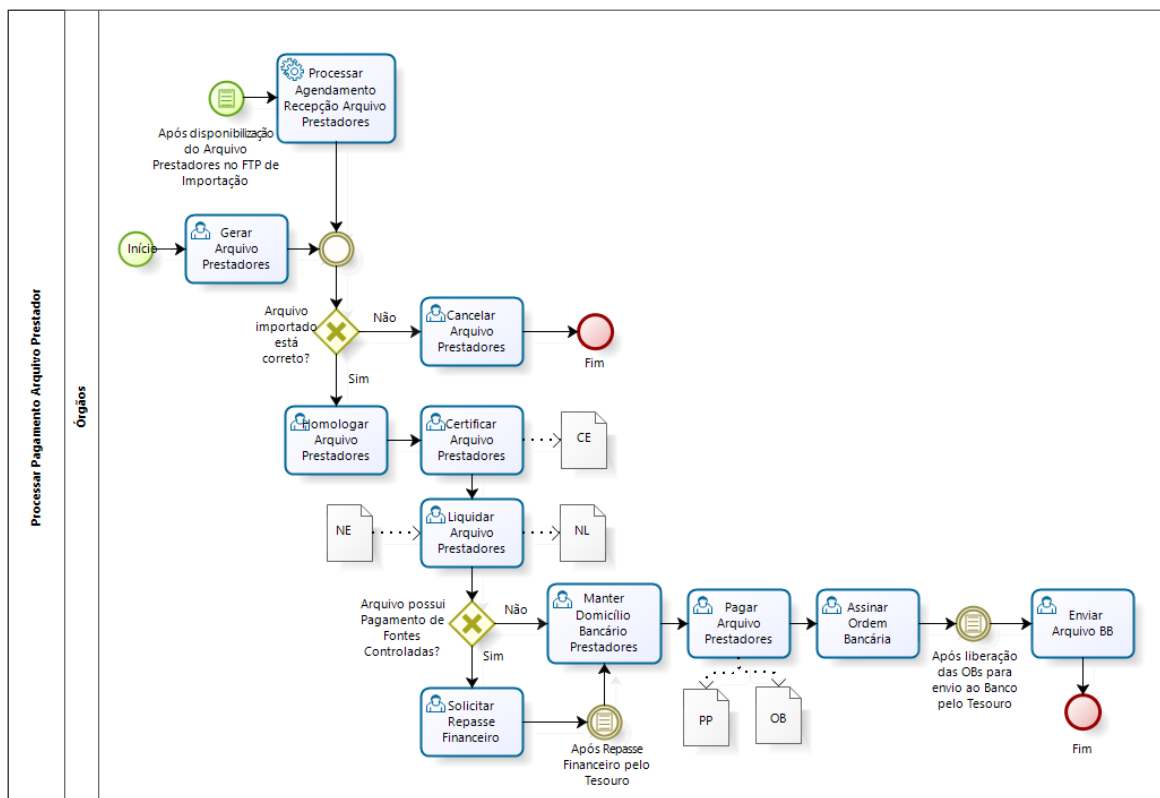 Processar Pagamento Arquivo Prestador
Órgãos
Processar
Agendamento
Recepção Arquivo
Prestadores
Após disponibilização
do Arquivo
Prestadores no FTP de
Importação
Início
Gerar
Arquivo
Prestadores
Arquivo
importado
está
correto?
Não
Cancelar
Arquivo
Prestadores
Fim
Sim
Homologar
Arquivo
Prestadores
Certificar
Arquivo
Prestadores
CE
NE
Liquidar
Arquivo
Prestadores
NL
Arquivo possui
Pagamento de
Fontes
Controladas?
Não
Sim
Manter
Domicílio
Bancário
Prestadores
Pagar
Arquivo
Prestadores
Assinar
Ordem
Bancária
Após liberação
das OBs para
envio ao Banco
pelo Tesouro
Enviar
Arquivo BB
Solicitar
Repasse
Financeiro
Após Repasse
Financeiro pelo
Tesouro
PP
OB
Fim